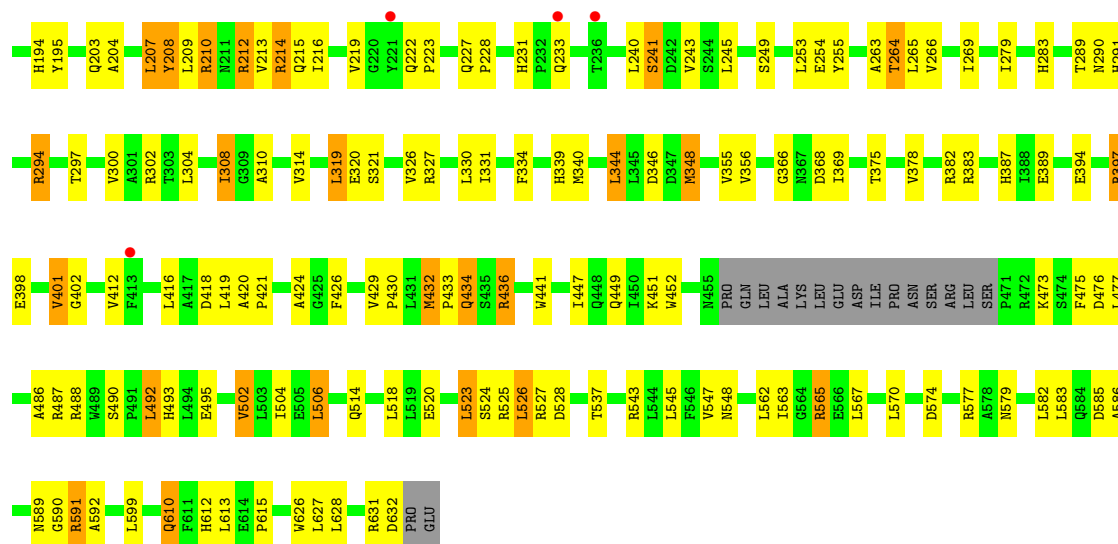 H194 Y195 Q203 A204 L207 Y208 L209 R210 N211 R212 V213 R214 Q215 I216 V219 G220 Y221 Q222 P223 Q227 P228 H231 P232 Q233 T236 L240 S241 D242 V243 S244 L245 S249 L253 E254 Y255 A263 T264 L265 V266 I269 I279 H283 T289 N290 H291
R294 T297 V300 A301 R302 T303 L304 I308 G309 A310 V314 L319 E320 S321 V326 R327 L330 I331 F334 H339 M340 L344 L345 D346 D347 M348 V355 V356 G366 N367 D368 I369 T375 V378 R382 R383 H387 I388 E389 E394
E398 V401 G402 V412 F413 L416 A417 D418 L419 A420 P421 A424 G425 F426 V429 P430 L431 M432 P433 Q434 S435 R436 W441 I447 Q448 Q449 I450 K451 W452 N455 PRO GLN LEU ALA LYS LEU GLU ASP ILE PRO ASN SER ARG LEU SER P471 R472 K473 S474 F475 D476
A486 R487 R488 W489 S490 P491 L492 H493 L494 E495 V502 L503 I504 E505 L506 Q514 L518 L519 E520 L523 S524 R525 L526 R527 D528 T537 R543 L544 L545 F546 V547 N548 L562 I563 G564 R565 E566 L567 L570 D574 R577 A578 N579 L582 L583 Q584 D585
N589 G590 R591 A592 L599 Q610 F611 H612 L613 E614 P615 W626 L627 L628 R631 D632 PRO GLU